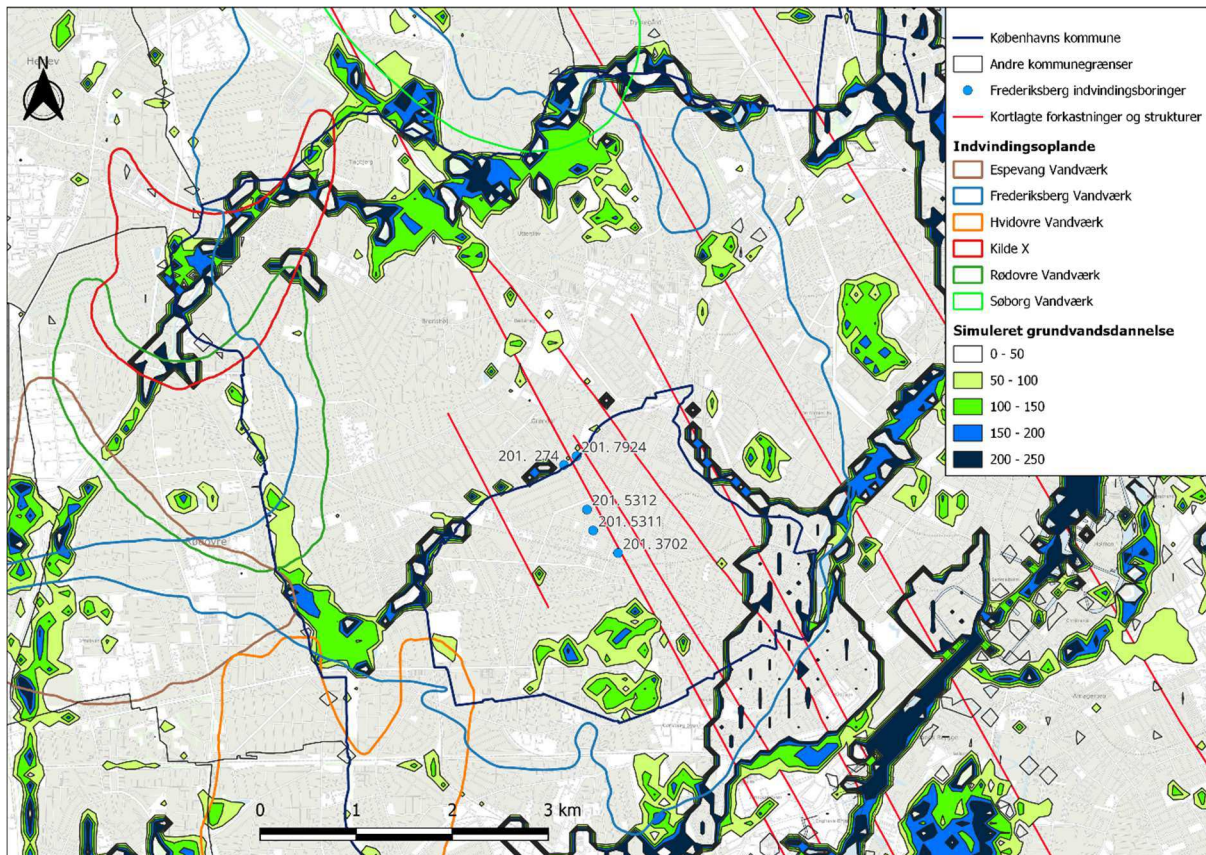 N
Københavns kommune
Andre kommunegrænser
Frederiksberg indvindingsboringer
Kortlagte forkastninger og strukturer
Indvindingsoplande
Espevang Vandværk
Frederiksberg Vandværk
Hvidovre Vandværk
Kilde X
Rødovre Vandværk
Søborg Vandværk
Simuleret grundvandsdannelse
0 - 50
50 - 100
100 - 150
150 - 200
200 - 250
201. 7924
201. 274
201. 5312
201. 5311
201. 3702
0 1 2 3 km